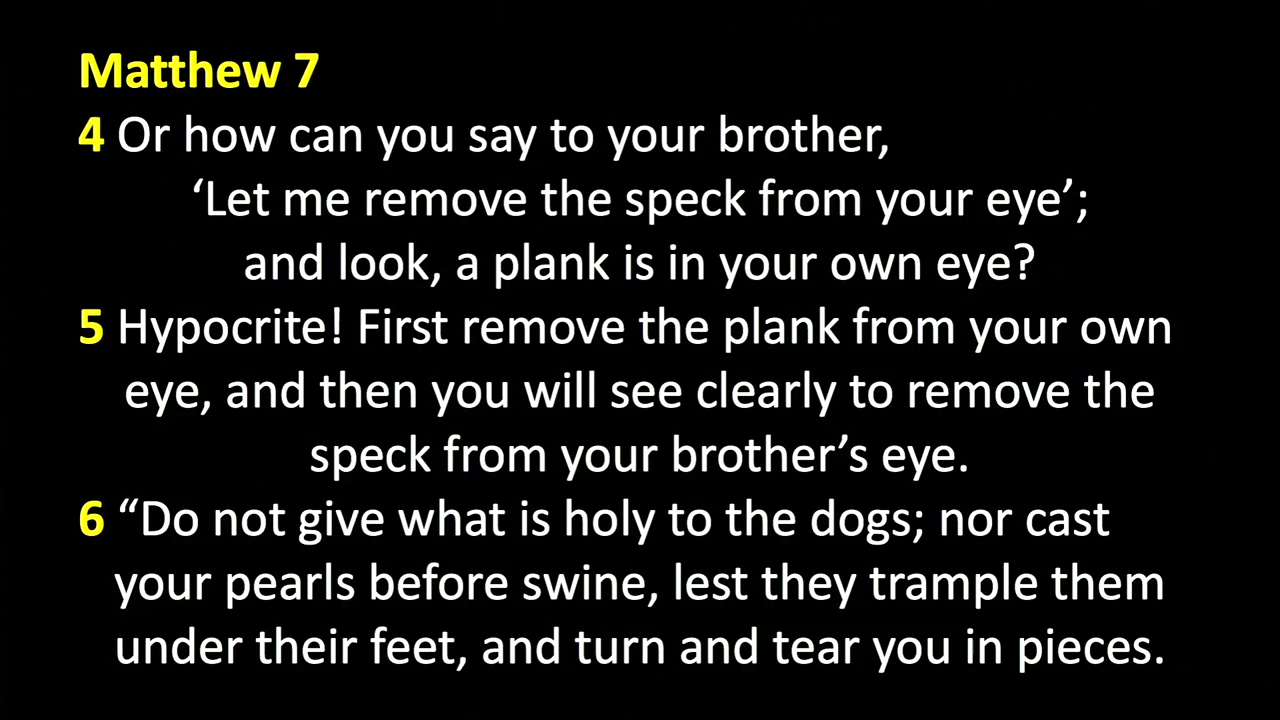 Matthew 7
4 Or how can you say to your brother,
‘Let me remove the speck from your eye’;
and look, a plank is in your own eye?
5 Hypocrite! First remove the plank from your own
eye, and then you will see clearly to remove the
speck from your brother’s eye.
6 “Do not give what is holy to the dogs; nor cast
your pearls before swine, lest they trample them
under their feet, and turn and tear you in pieces.